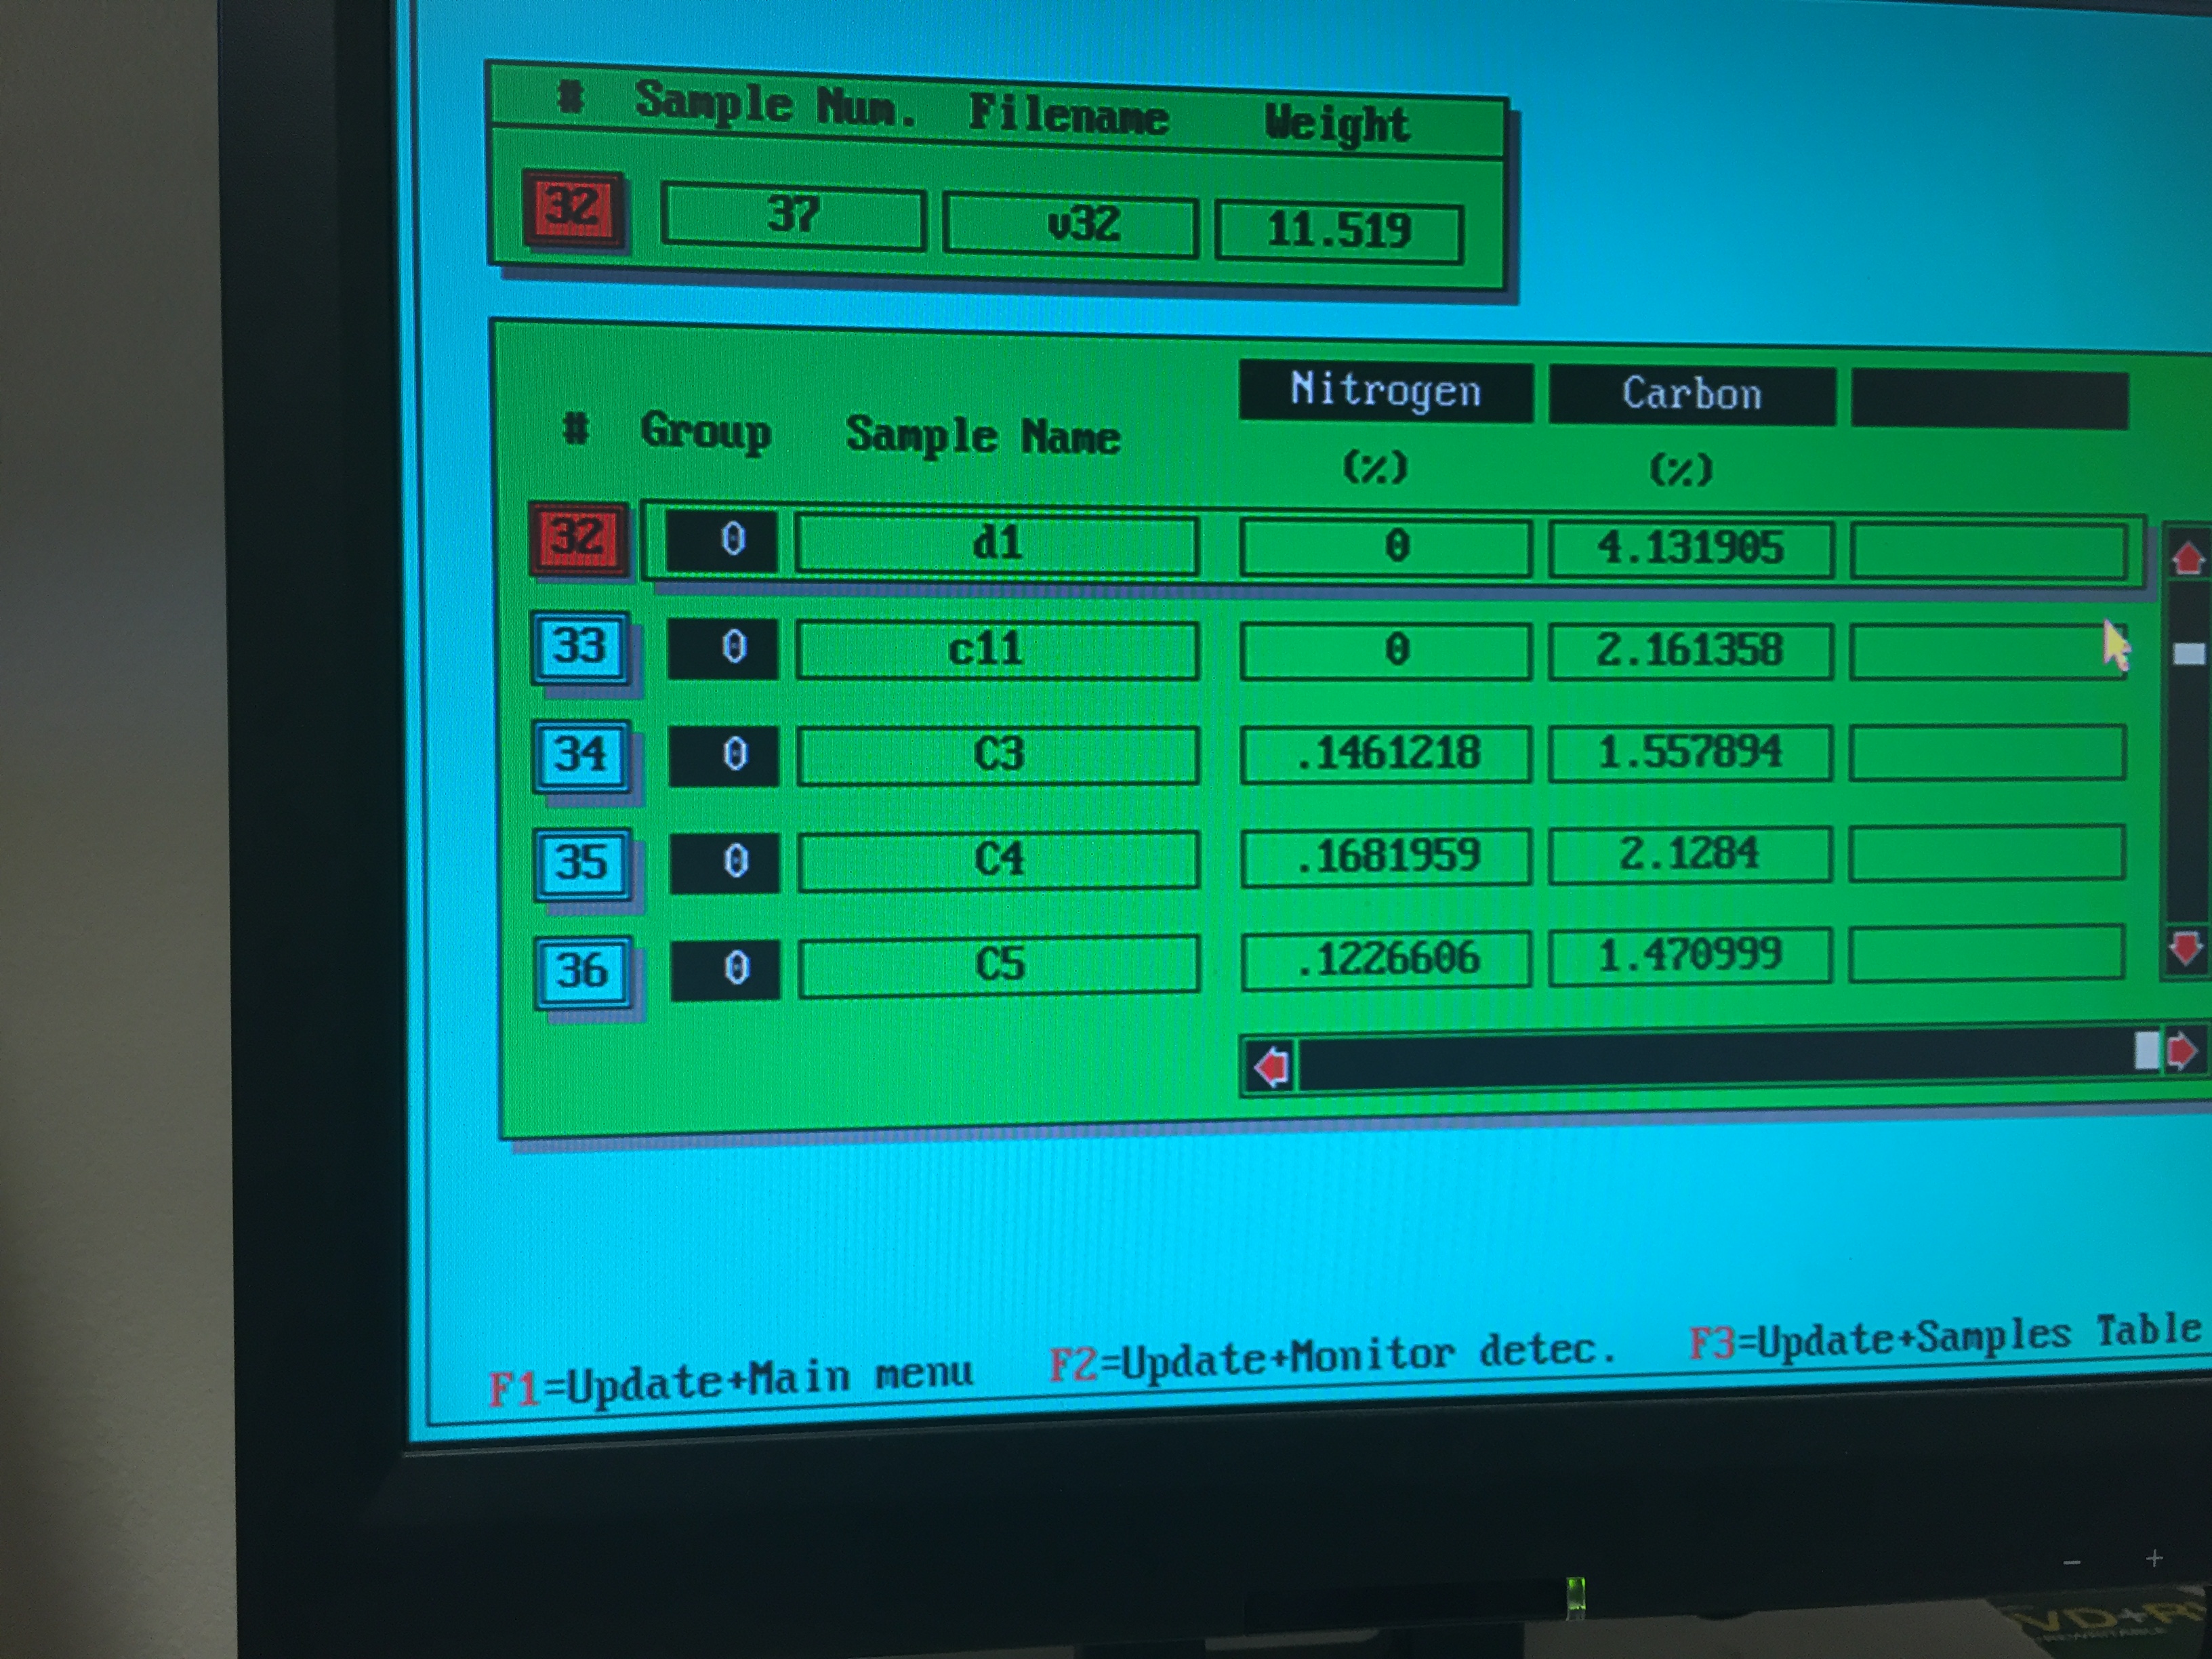 # Sample Num. Filename Weight
32 37 v32 11.519
Nitrogen Carbon
# Group Sample Name (%) (%)
32 0 d1 0 4.131905
33 0 c11 0 2.161358
34 0 C3 .1461218 1.557894
35 0 C4 .1681959 2.1284
36 0 C5 .1226606 1.470999
F1=Update+Main menu F2=Update+Monitor detec. F3=Update+Samples Table
- +
VD+R
REWRITABLE